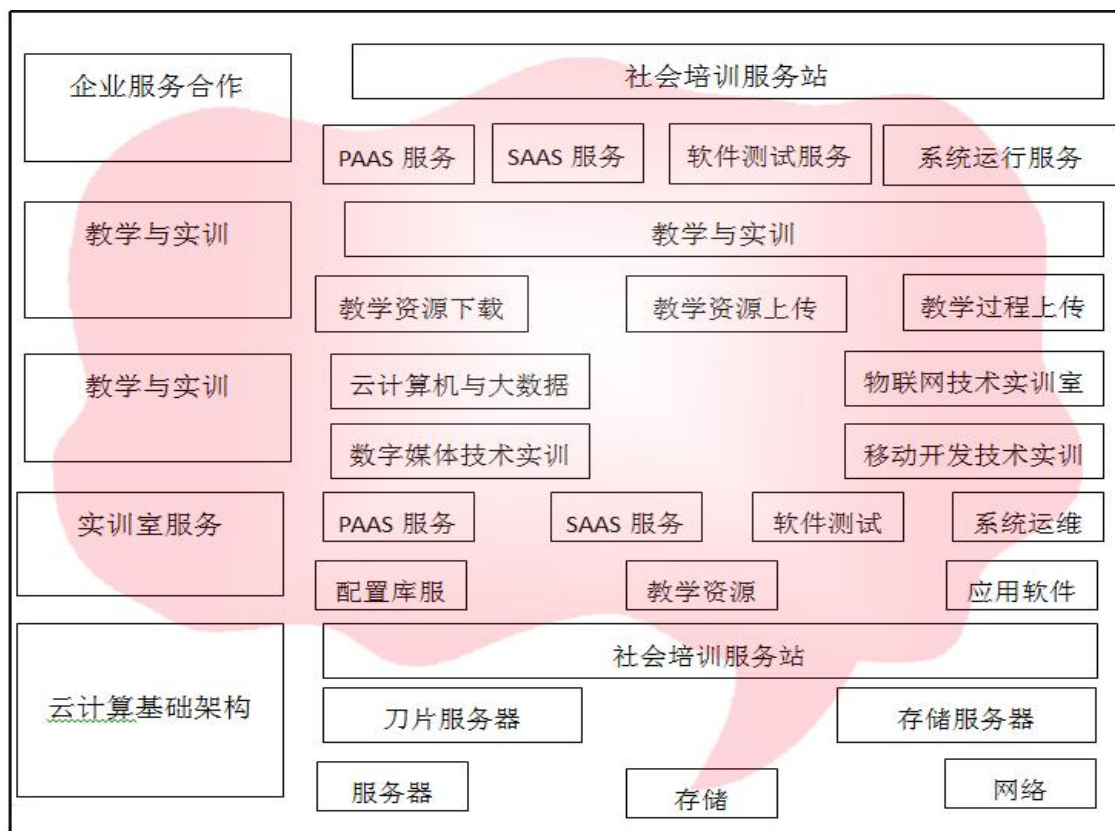 企业服务合作
社会培训服务站
PAAS 服务
SAAS 服务
软件测试服务
系统运行服务
教学与实训
教学与实训
教学资源下载
教学资源上传
教学过程上传
教学与实训
云计算机与大数据
物联网技术实训室
数字媒体技术实训
移动开发技术实训
实训室服务
PAAS 服务
SAAS 服务
软件测试
系统运维
配置库服
教学资源
应用软件
云计算基础架构
社会培训服务站
刀片服务器
存储服务器
服务器
存储
网络